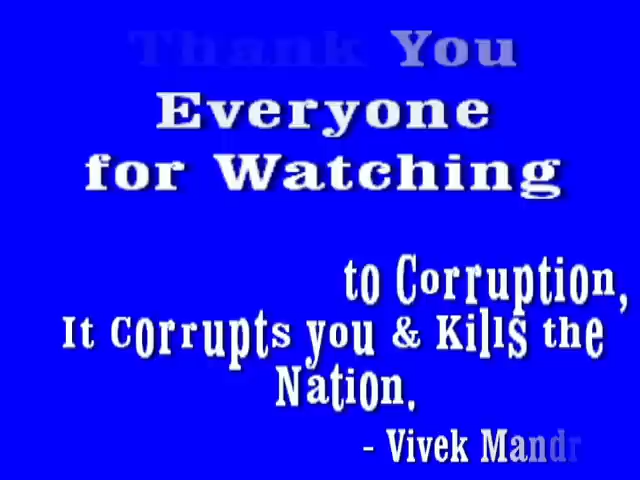 Thank You
Everyone
for Watching
to Corruption,
It Corrupts you & Kills the
Nation.
- Vivek Mandr